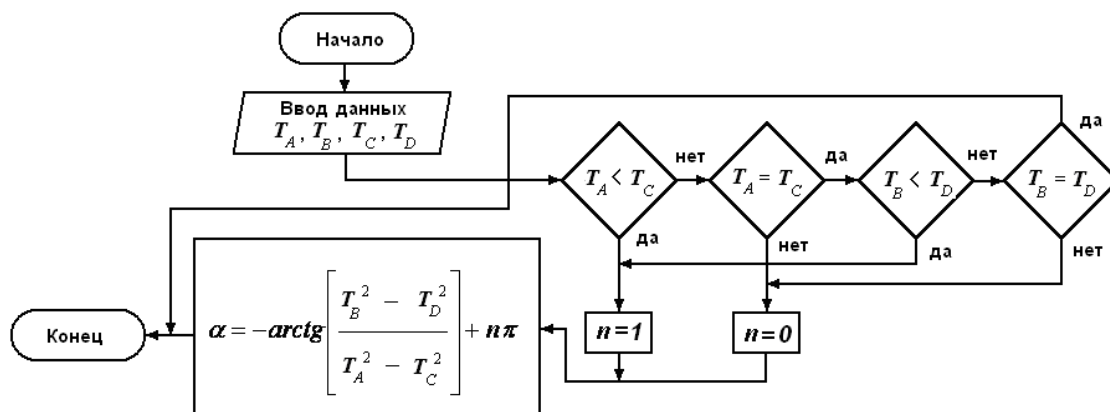 Начало
Ввод данных
T_A, T_B, T_C, T_D
T_A < T_C
нет
да
T_A = T_C
да
нет
T_B < T_D
нет
да
T_B = T_D
да
нет
n=1
n=0
α = -arctg[(T_B² - T_D²) / (T_A² - T_C²)] + nπ
Конец